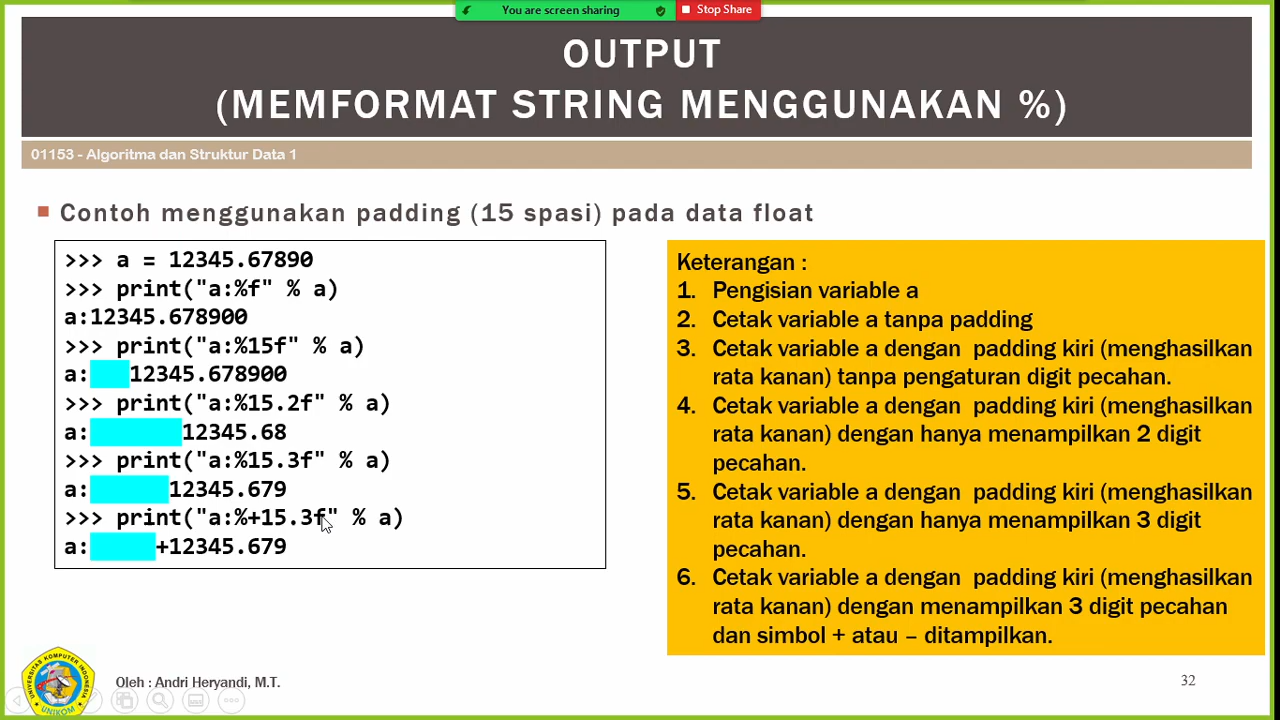 You are screen sharing
Stop Share
OUTPUT
(MEMFORMAT STRING MENGGUNAKAN %)
01153 - Algoritma dan Struktur Data 1
Contoh menggunakan padding (15 spasi) pada data float
>>> a = 12345.67890
>>> print("a:%f" % a)
a:12345.678900
>>> print("a:%15f" % a)
a:   12345.678900
>>> print("a:%15.2f" % a)
a:       12345.68
>>> print("a:%15.3f" % a)
a:      12345.679
>>> print("a:%+15.3f" % a)
a:     +12345.679
Keterangan :
1. Pengisian variable a
2. Cetak variable a tanpa padding
3. Cetak variable a dengan  padding kiri (menghasilkan
rata kanan) tanpa pengaturan digit pecahan.
4. Cetak variable a dengan  padding kiri (menghasilkan
rata kanan) dengan hanya menampilkan 2 digit
pecahan.
5. Cetak variable a dengan  padding kiri (menghasilkan
rata kanan) dengan hanya menampilkan 3 digit
pecahan.
6. Cetak variable a dengan  padding kiri (menghasilkan
rata kanan) dengan menampilkan 3 digit pecahan
dan simbol + atau – ditampilkan.
UNIVERSITAS KOMPUTER INDONESIA
UNIKOM
Oleh : Andri Heryandi, M.T.
32